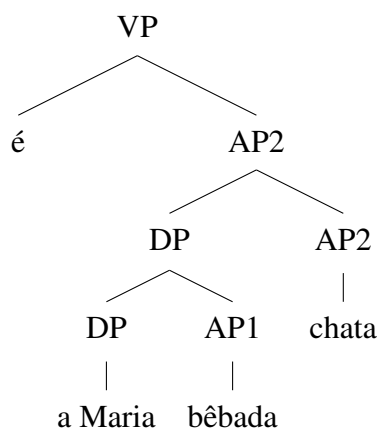 VP
é AP2
DP AP2
DP AP1 chata
a Maria bêbada